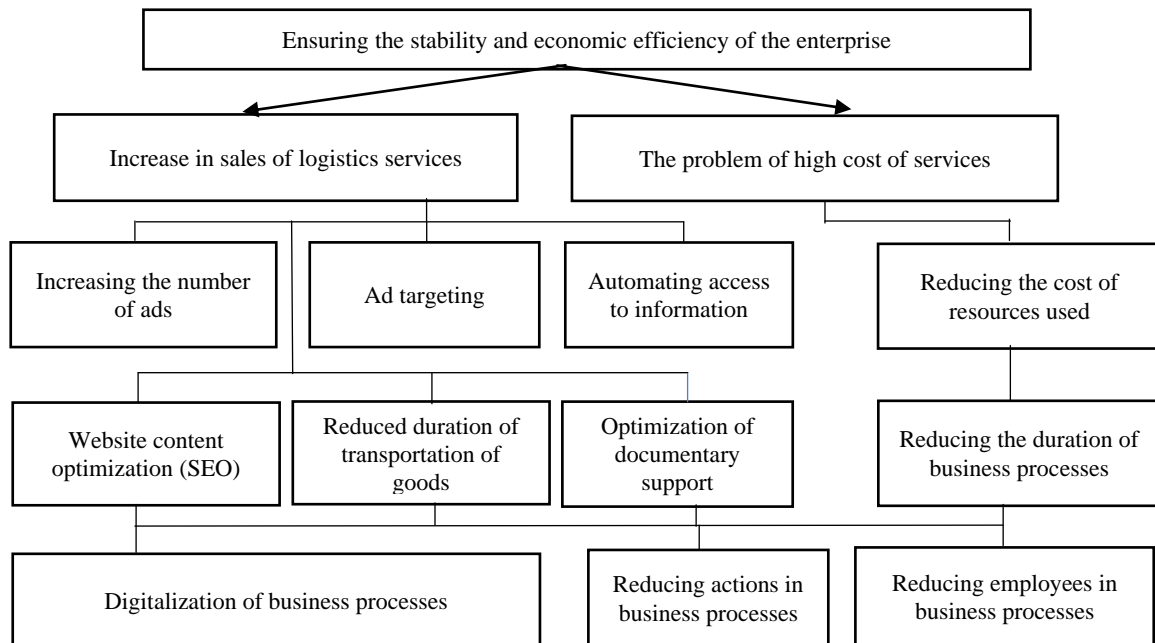 Ensuring the stability and economic efficiency of the enterprise
Increase in sales of logistics services
The problem of high cost of services
Increasing the number
of ads
Ad targeting
Automating access
to information
Reducing the cost of
resources used
Website content
optimization (SEO)
Reduced duration of
transportation of
goods
Optimization of
documentary
support
Reducing the duration of
business processes
Digitalization of business processes
Reducing actions in
business processes
Reducing employees in
business processes